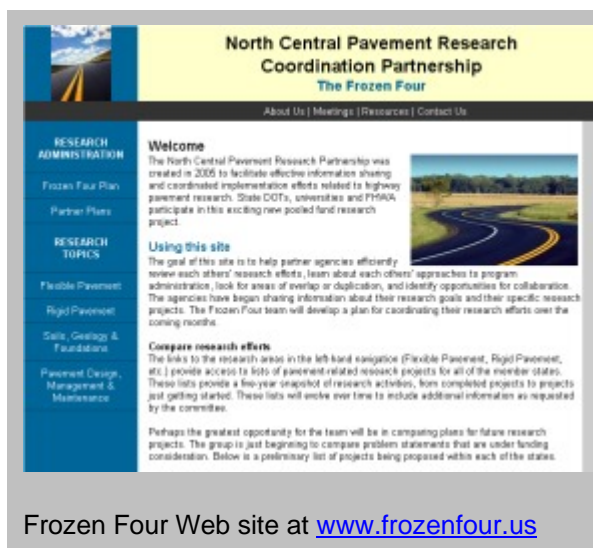 North Central Pavement Research
Coordination Partnership
The Frozen Four
About Us | Meetings | Resources | Contact Us
RESEARCH
ADMINISTRATION
Frozen Four Plan
Partner Plans
RESEARCH
TOPICS
Flexible Pavement
Rigid Pavement
Soils, Geology &
Foundations
Pavement Design,
Management &
Maintenance
Welcome
The North Central Pavement Research Partnership was
created in 2005 to facilitate effective information sharing
and coordinated implementation efforts related to highway
pavement research. State DOTs, universities and FHWA
participate in this exciting new pooled fund research
project.
Using this site
The goal of this site is to help partner agencies efficiently
review each others' research efforts, learn about each others' approaches to program
administration, look for areas of overlap or duplication, and identify opportunities for collaboration.
The agencies have begun sharing information about their research goals and their specific research
projects. The Frozen Four team will develop a plan for coordinating their research efforts over the
coming months.
Compare research efforts
The links to the research areas in the left-hand navigation (Flexible Pavement, Rigid Pavement,
etc.) provide access to lists of pavement-related research projects for all of the member states.
These lists provide a five-year snapshot of research activities, from completed projects to projects
just getting started. These lists will evolve over time to include additional information as requested
by the committee.
Perhaps the greatest opportunity for the team will be in comparing plans for future research
projects. The group is just beginning to compare problem statements that are under funding
consideration. Below is a preliminary list of projects being proposed within each of the states.
Frozen Four Web site at www.frozenfour.us